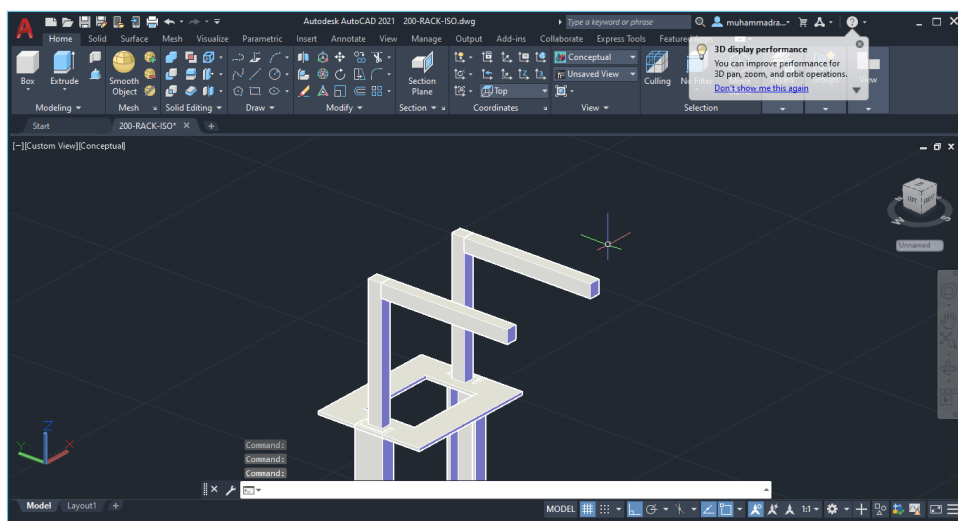 Autodesk AutoCAD 2021 200-RACK-ISO.dwg
Type a keyword or phrase
muhammadra...
Home Solid Surface Mesh Visualize Parametric Insert Annotate View Manage Output Add-ins Collaborate Express Tools
3D display performance
You can improve performance for
3D pan, zoom, and orbit operations.
Don't show me this again
Box Extrude Smooth
Object
Section
Plane
Conceptual
Unsaved View
Top
Culling
View
Modeling Mesh Solid Editing Draw Modify Section Coordinates View Selection
Start 200-RACK-ISO*
[−][Custom View][Conceptual]
TOP
LEFT
W
S
Unnamed
Z
Y X
Command:
Command:
Command:
Model Layout1
MODEL 1:1